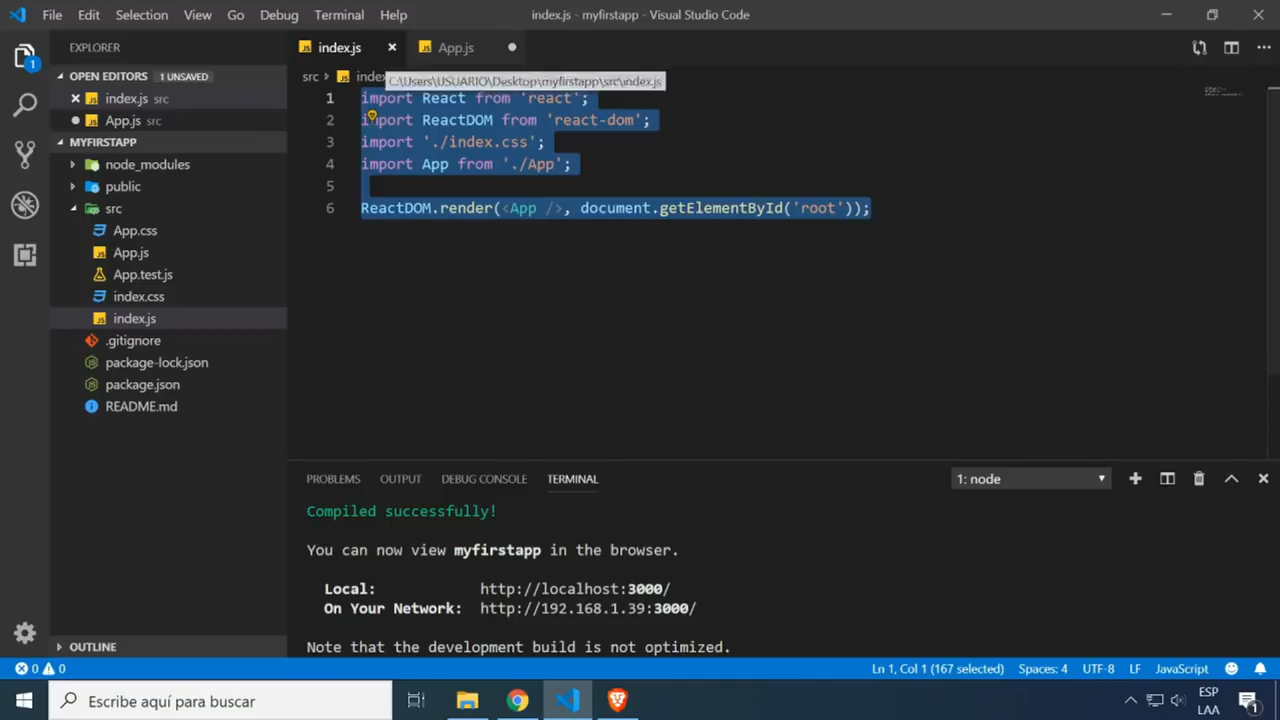 File Edit Selection View Go Debug Terminal Help
index.js - myfirstapp - Visual Studio Code
EXPLORER
OPEN EDITORS 1 UNSAVED
index.js src
App.js src
MYFIRSTAPP
node_modules
public
src
App.css
App.js
App.test.js
index.css
index.js
.gitignore
package-lock.json
package.json
README.md
OUTLINE
index.js App.js
src index
C:\Users\USUARIO\Desktop\myfirstapp\src\index.js
1 import React from 'react';
2 import ReactDOM from 'react-dom';
3 import './index.css';
4 import App from './App';
5
6 ReactDOM.render(<App />, document.getElementById('root'));
PROBLEMS OUTPUT DEBUG CONSOLE TERMINAL
1: node
Compiled successfully!
You can now view myfirstapp in the browser.
Local: http://localhost:3000/
On Your Network: http://192.168.1.39:3000/
Note that the development build is not optimized.
0 0
Ln 1, Col 1 (167 selected) Spaces: 4 UTF-8 LF JavaScript
1
Escribe aquí para buscar
ESP
LAA
1